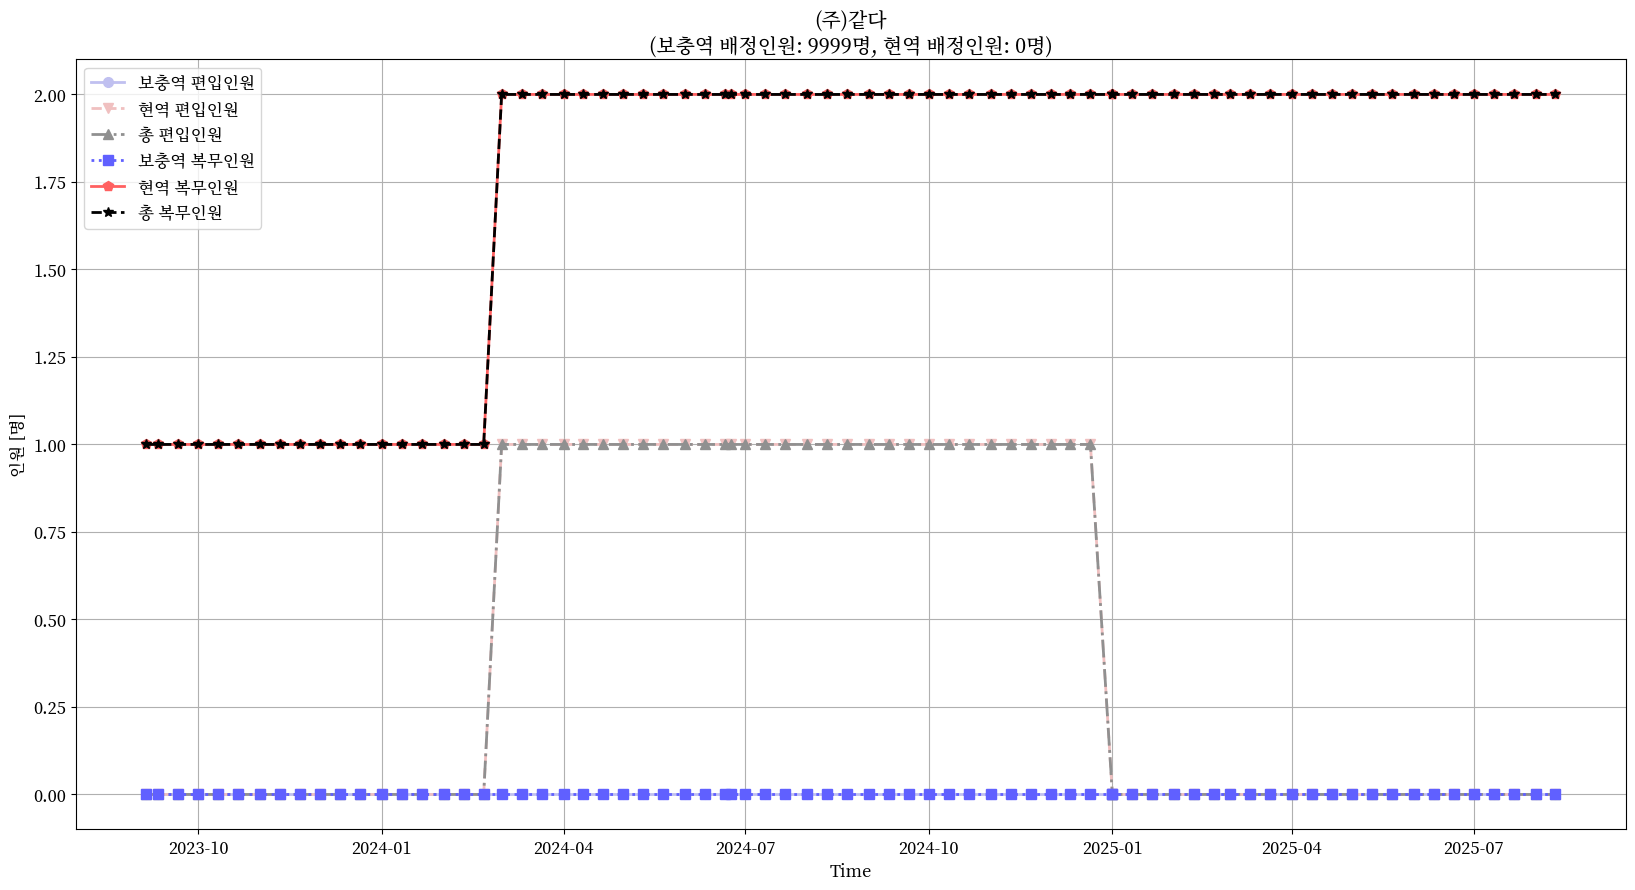 (주)같다
(보충역 배정인원: 9999명, 현역 배정인원: 0명)
보충역 편입인원
현역 편입인원
총 편입인원
보충역 복무인원
현역 복무인원
총 복무인원
인원 [명]
2.00
1.75
1.50
1.25
1.00
0.75
0.50
0.25
0.00
2023-10
2024-01
2024-04
2024-07
2024-10
2025-01
2025-04
2025-07
Time